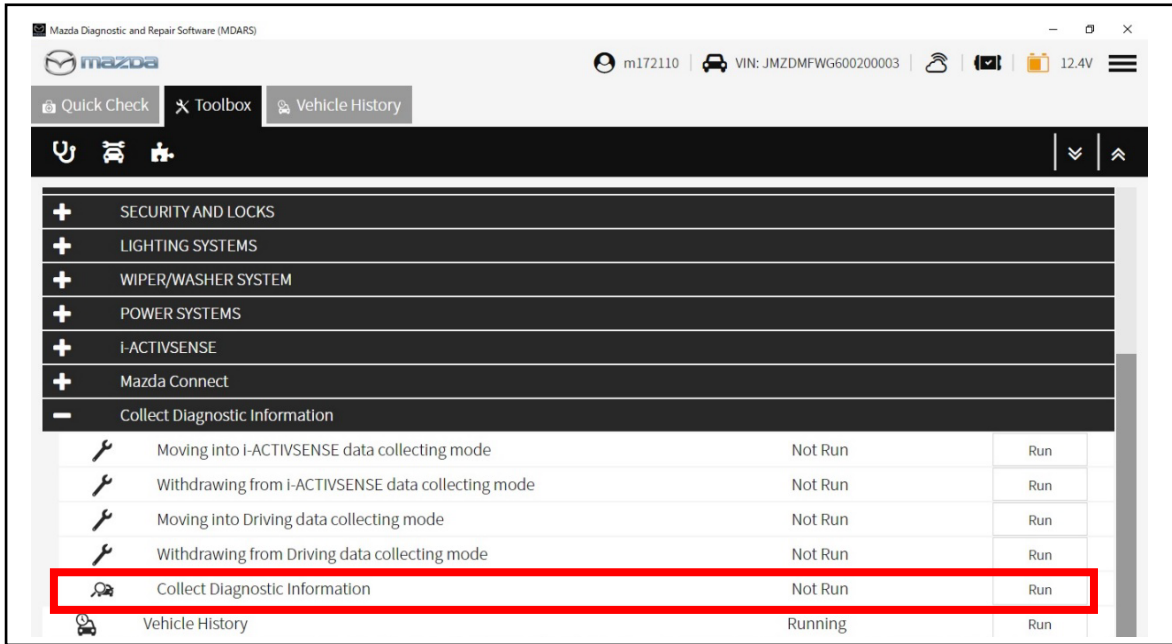 Mazda Diagnostic and Repair Software (MDARS)
mazda m172110 VIN: JMZDMFWG600200003 12.4V
Quick Check Toolbox Vehicle History
SECURITY AND LOCKS
LIGHTING SYSTEMS
WIPER/WASHER SYSTEM
POWER SYSTEMS
i-ACTIVSENSE
Mazda Connect
Collect Diagnostic Information
Moving into i-ACTIVSENSE data collecting mode Not Run Run
Withdrawing from i-ACTIVSENSE data collecting mode Not Run Run
Moving into Driving data collecting mode Not Run Run
Withdrawing from Driving data collecting mode Not Run Run
Collect Diagnostic Information Not Run Run
Vehicle History Running Run